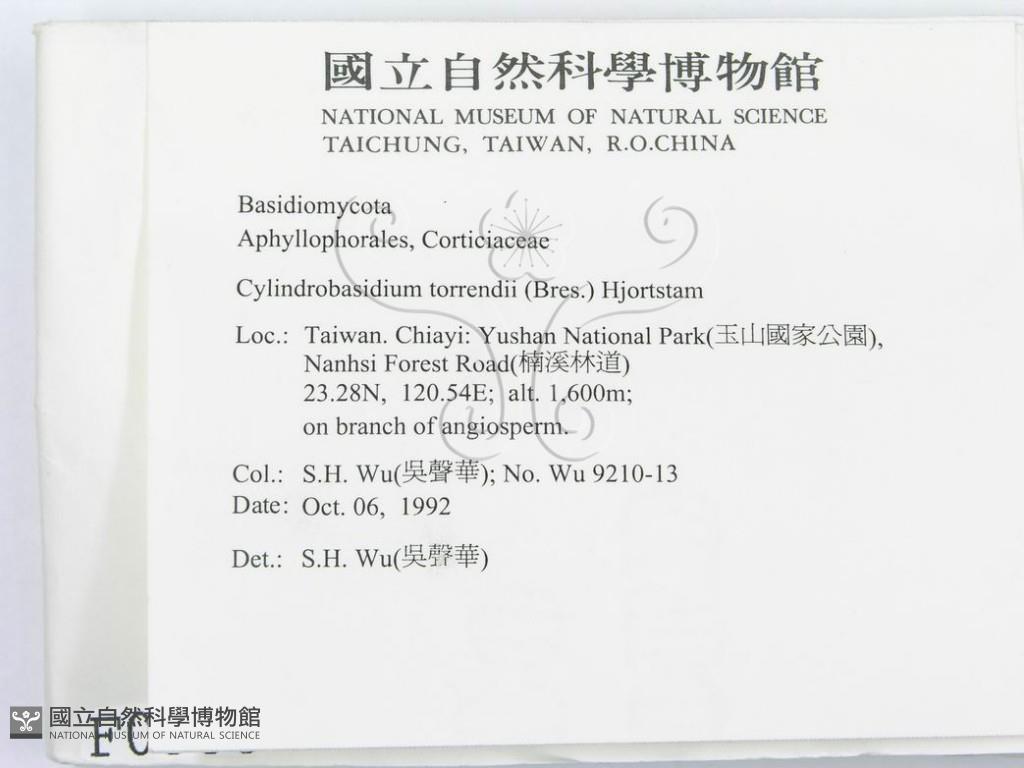 國立自然科學博物館
NATIONAL MUSEUM OF NATURAL SCIENCE
TAICHUNG, TAIWAN, R.O.CHINA
Basidiomycota
Aphyllophorales, Corticiaceae
Cylindrobasidium torrendii (Bres.) Hjortstam
Loc.: Taiwan. Chiayi: Yushan National Park(玉山國家公園),
Nanhsi Forest Road(楠溪林道)
23.28N, 120.54E; alt. 1,600m;
on branch of angiosperm.
Col.: S.H. Wu(吳聲華); No. Wu 9210-13
Date: Oct. 06, 1992
Det.: S.H. Wu(吳聲華)
國立自然科學博物館
NATIONAL MUSEUM OF NATURAL SCIENCE